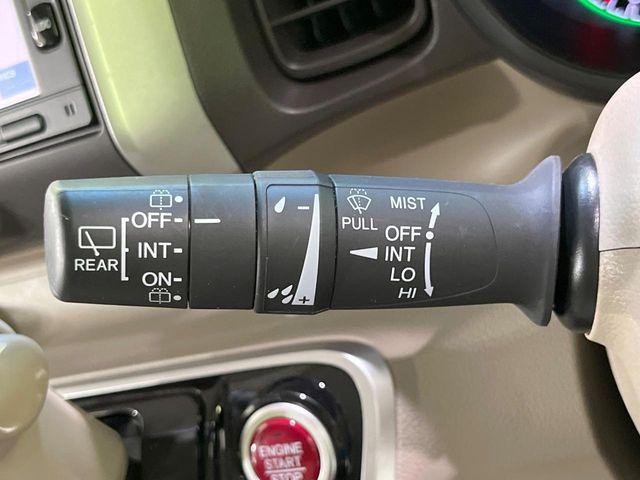 REAR
OFF
INT
ON
−
+
PULL
MIST
OFF
INT
LO
HI
ENGINE
START
STOP